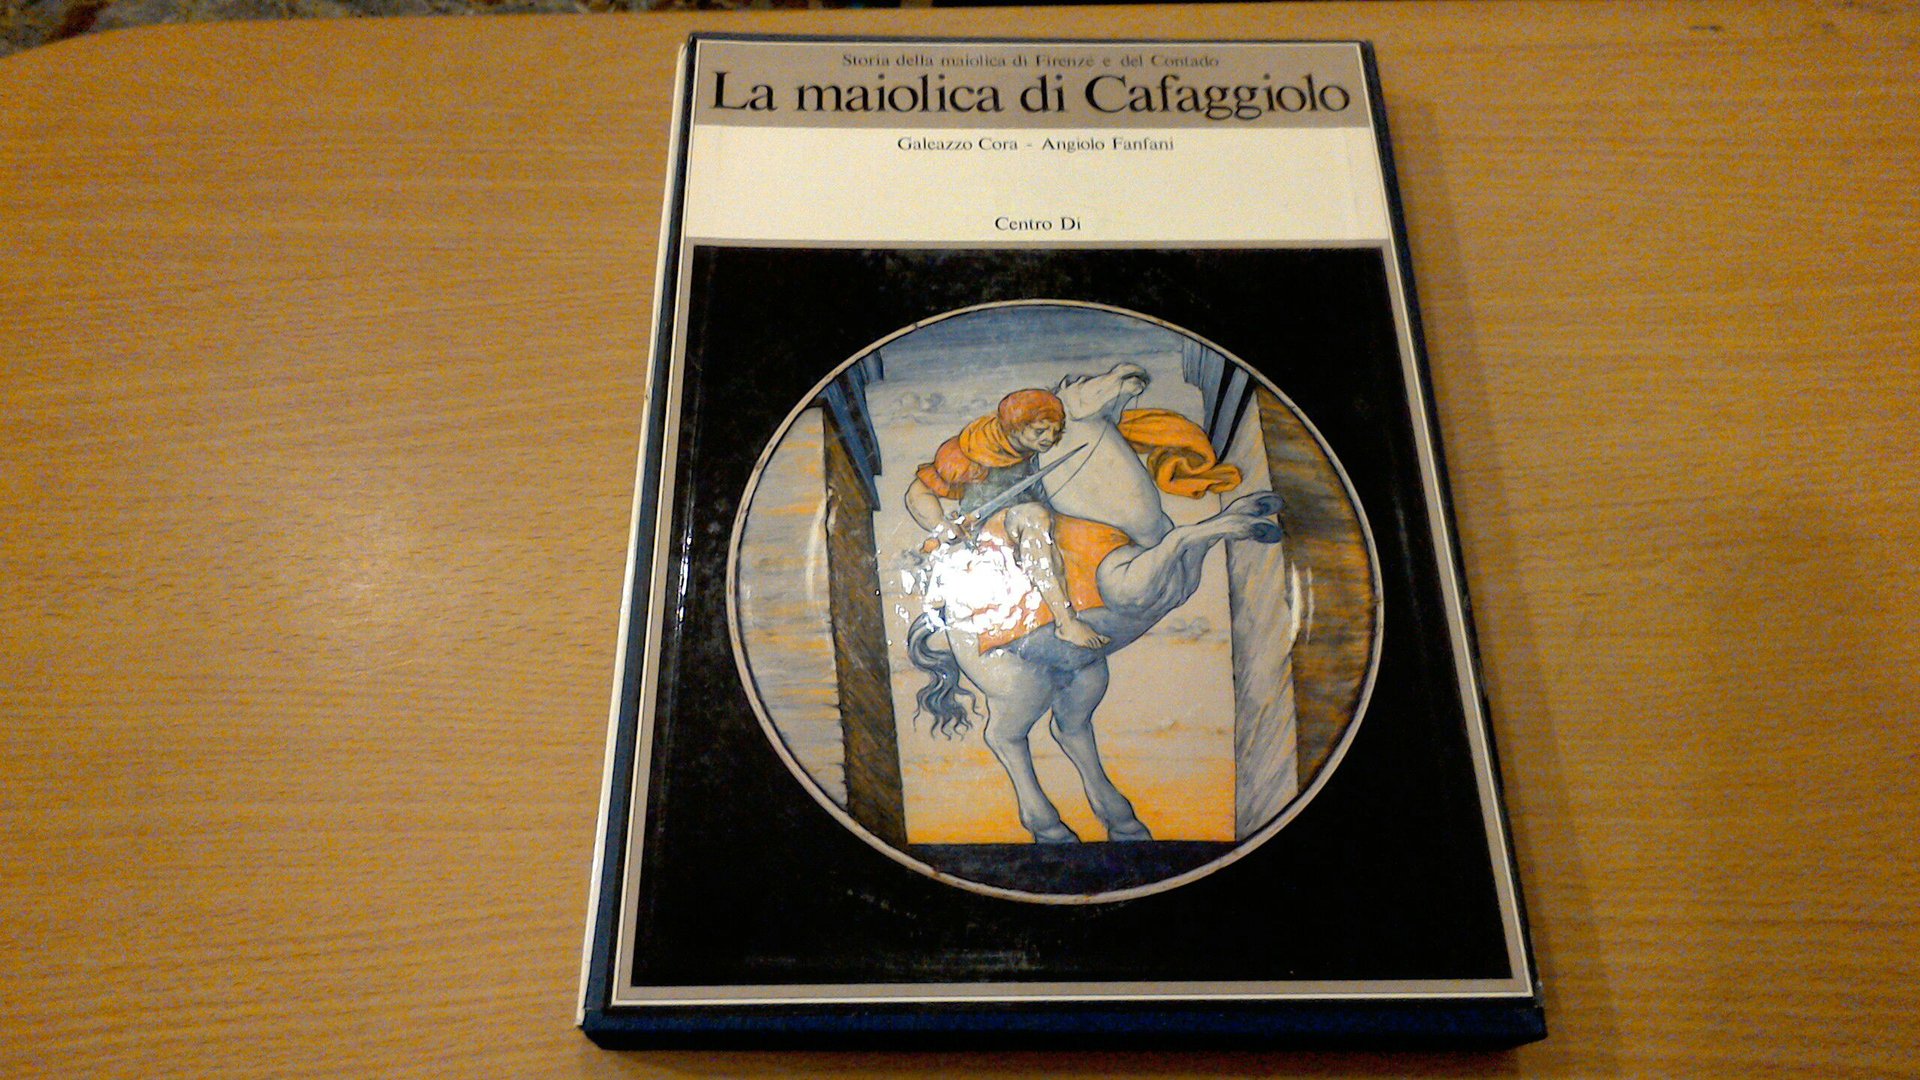 Storia della maiolica di Firenze e del Contado
La maiolica di Cafaggiolo
Galeazzo Cora - Angiolo Fanfani
Centro Di